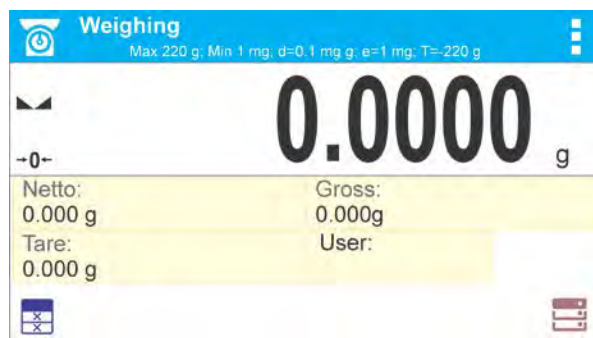 Weighing
Max 220 g; Min 1 mg; d=0.1 mg g; e=1 mg; T=-220 g
0.0000 g
→0←
Netto: Gross:
0.000 g 0.000g
Tare: User:
0.000 g